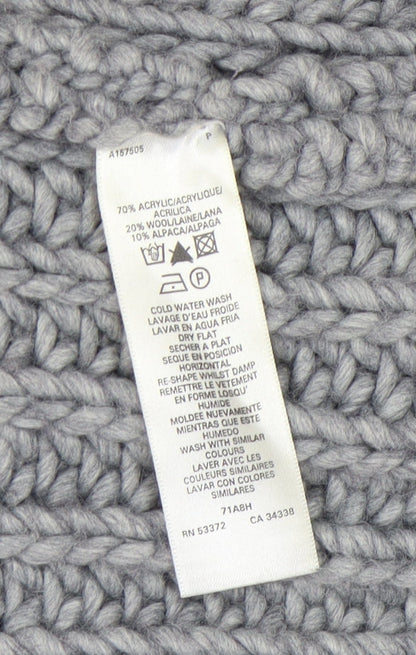 A157505 P
70% ACRYLIC/ACRYLIQUE/
ACRILICA
20% WOOL/LAINE/LANA
10% ALPACA/ALPAGA
P
COLD WATER WASH
LAVAGE D'EAU FROIDE
LAVAR EN AGUA FRIA
DRY FLAT
SECHER A PLAT
SEQUE EN POSICION
HORIZONTAL
RE-SHAPE WHILST DAMP
REMETTRE LE VETEMENT
EN FORME LOSQU'
HUMIDE
MOLDEE NUEVAMENTE
MIENTRAS QUE ESTE
HUMEDO
WASH WITH SIMILAR
COLOURS
LAVER AVEC LES
COULEURS SIMILAIRES
LAVAR CON COLORES
SIMILARES
71A8H
RN 53372 CA 34338